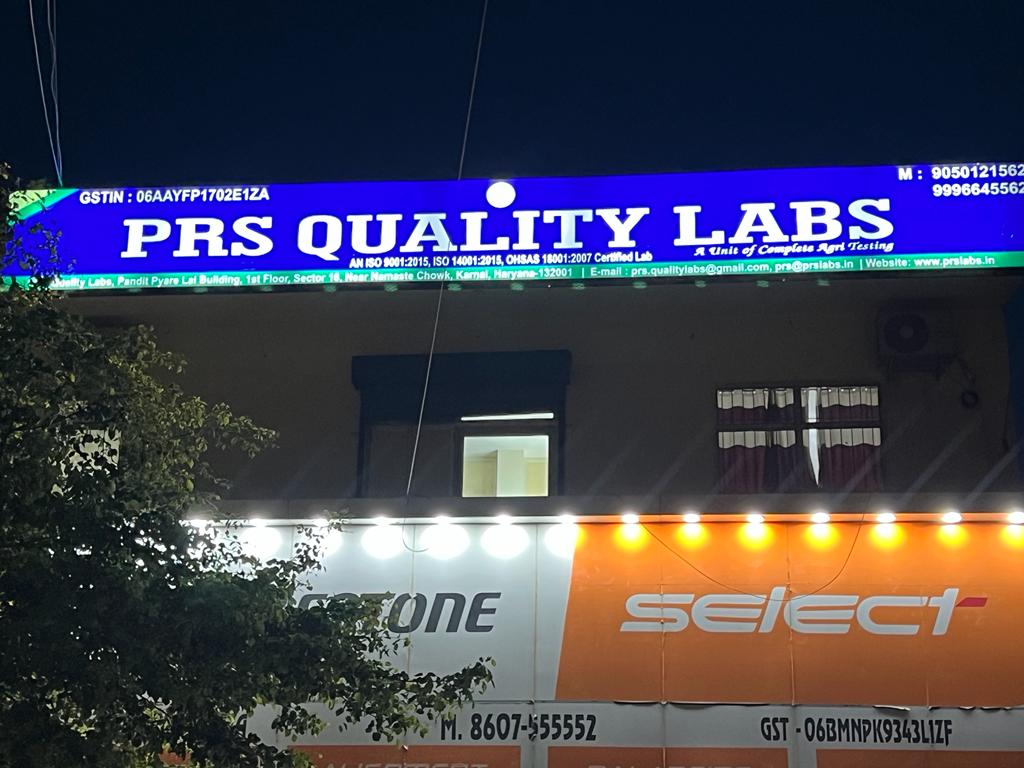 GSTIN : 06AAYFP1702E1ZA
M : 9050121562
9996645562
PRS QUALITY LABS
A Unit of Complete Agri Testing
AN ISO 9001:2015, ISO 14001:2015, OHSAS 18001:2007 Certified Lab
Quality Labs, Pandit Pyare Lal Building, 1st Floor, Sector 16, Near Namaste Chowk, Karnal, Haryana-132001 | E-mail : prs.qualitylabs@gmail.com, prs@prslabs.in | Website: www.prslabs.in
select
M. 8607-555552
GST - 06BMNPK9343L1ZF